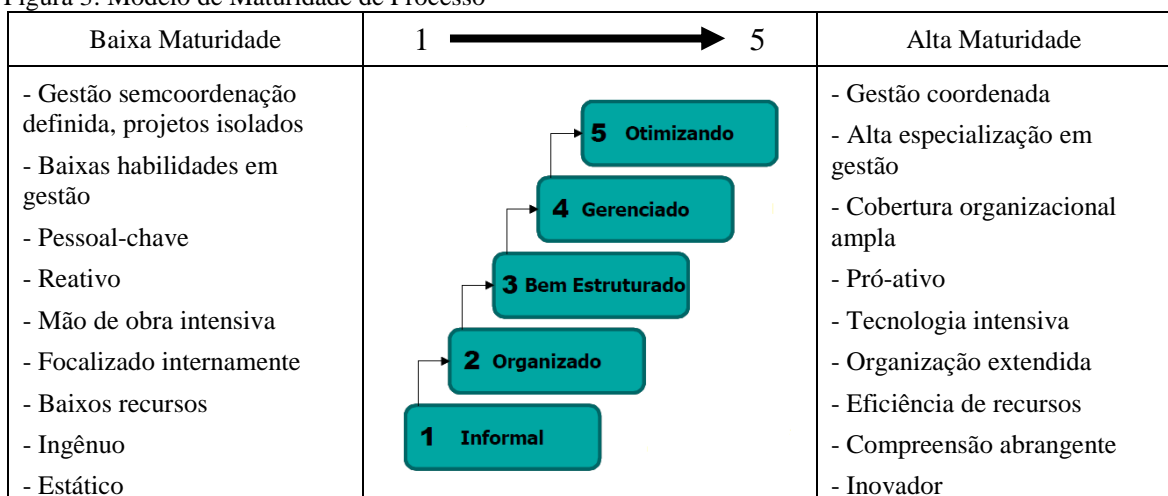 Figura 3: Modelo de Maturidade de Processo
Baixa Maturidade
1 5
Alta Maturidade
- Gestão semcoordenação
definida, projetos isolados
- Baixas habilidades em
gestão
- Pessoal-chave
- Reativo
- Mão de obra intensiva
- Focalizado internamente
- Baixos recursos
- Ingênuo
- Estático
5 Otimizando
4 Gerenciado
3 Bem Estruturado
2 Organizado
1 Informal
- Gestão coordenada
- Alta especialização em
gestão
- Cobertura organizacional
ampla
- Pró-ativo
- Tecnologia intensiva
- Organização extendida
- Eficiência de recursos
- Compreensão abrangente
- Inovador